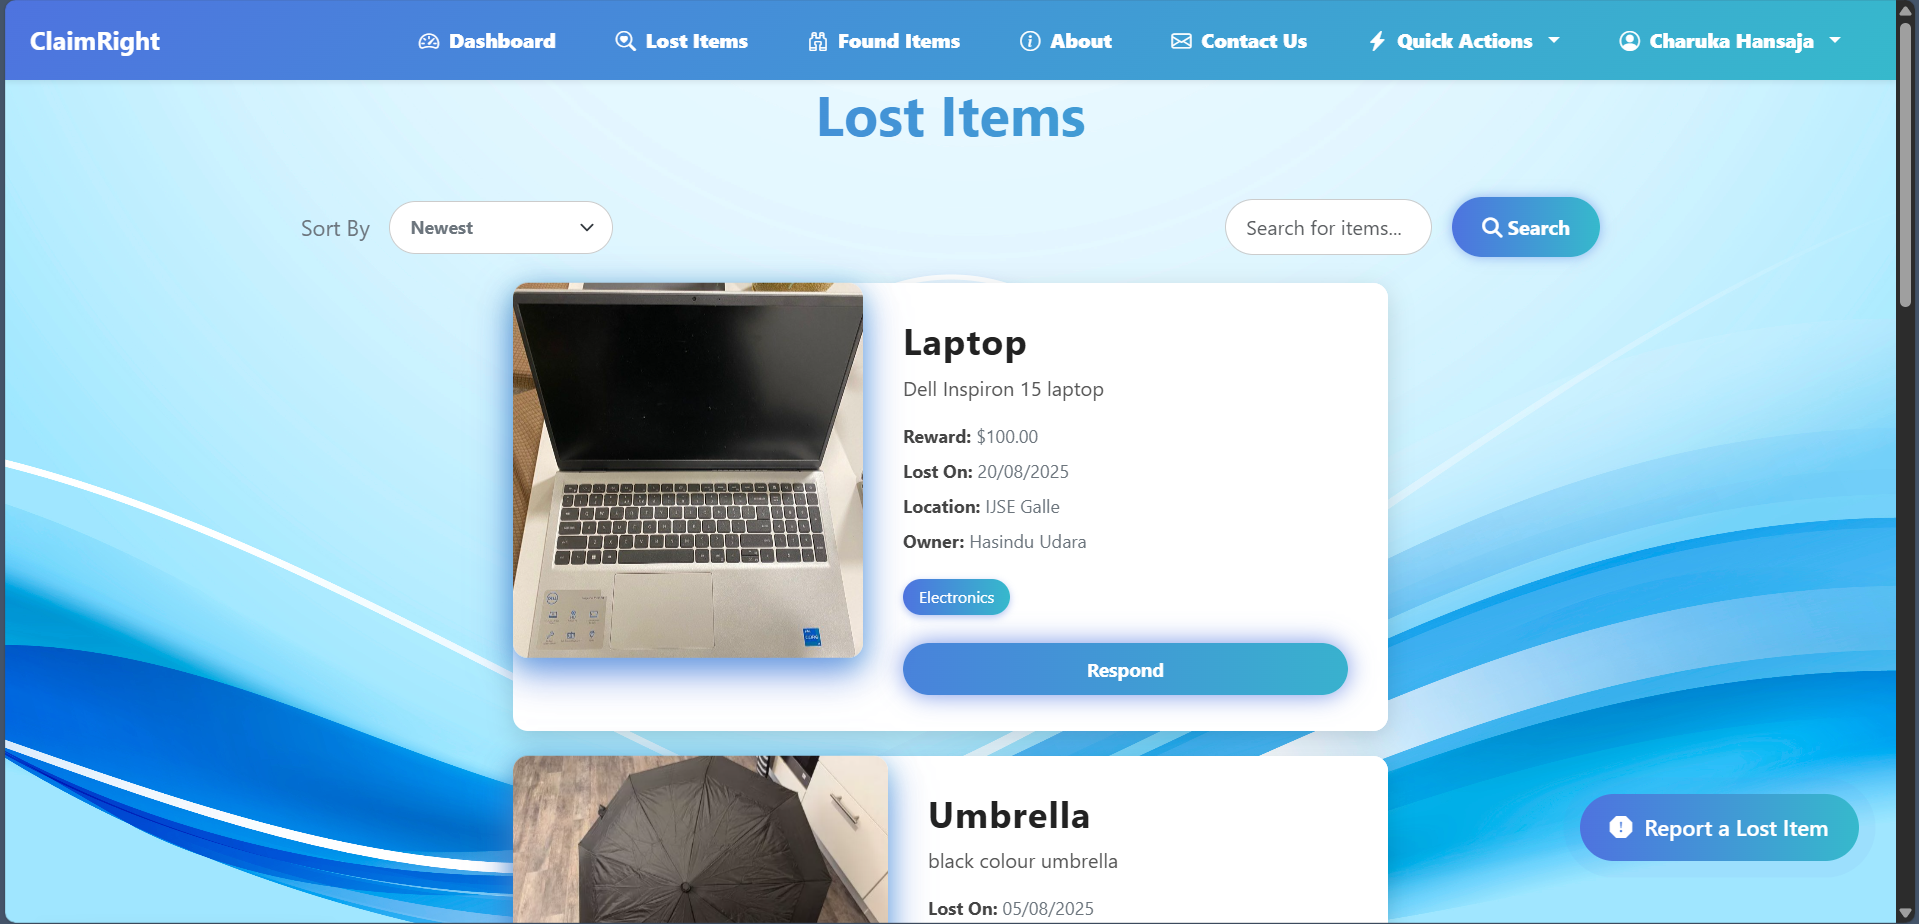 ClaimRight
Dashboard
Lost Items
Found Items
About
Contact Us
Quick Actions
Charuka Hansaja
Lost Items
Sort By
Newest
Search for items...
Search
Laptop
Dell Inspiron 15 laptop
Reward: $100.00
Lost On: 20/08/2025
Location: IJSE Galle
Owner: Hasindu Udara
Electronics
Respond
Umbrella
black colour umbrella
Lost On: 05/08/2025
Report a Lost Item